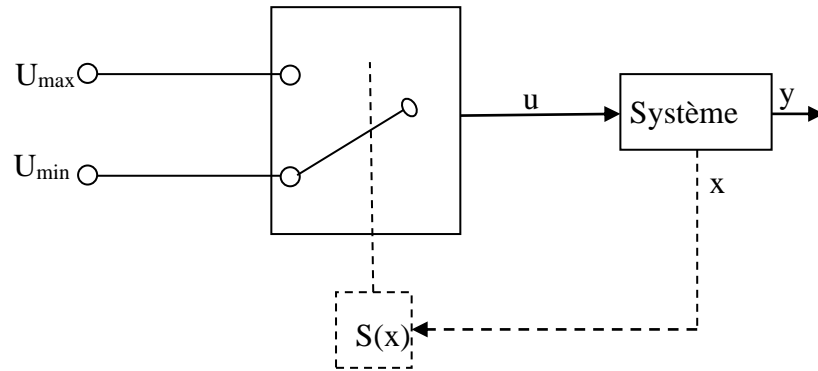 Umax
Umin
u
Système
y
x
S(x)